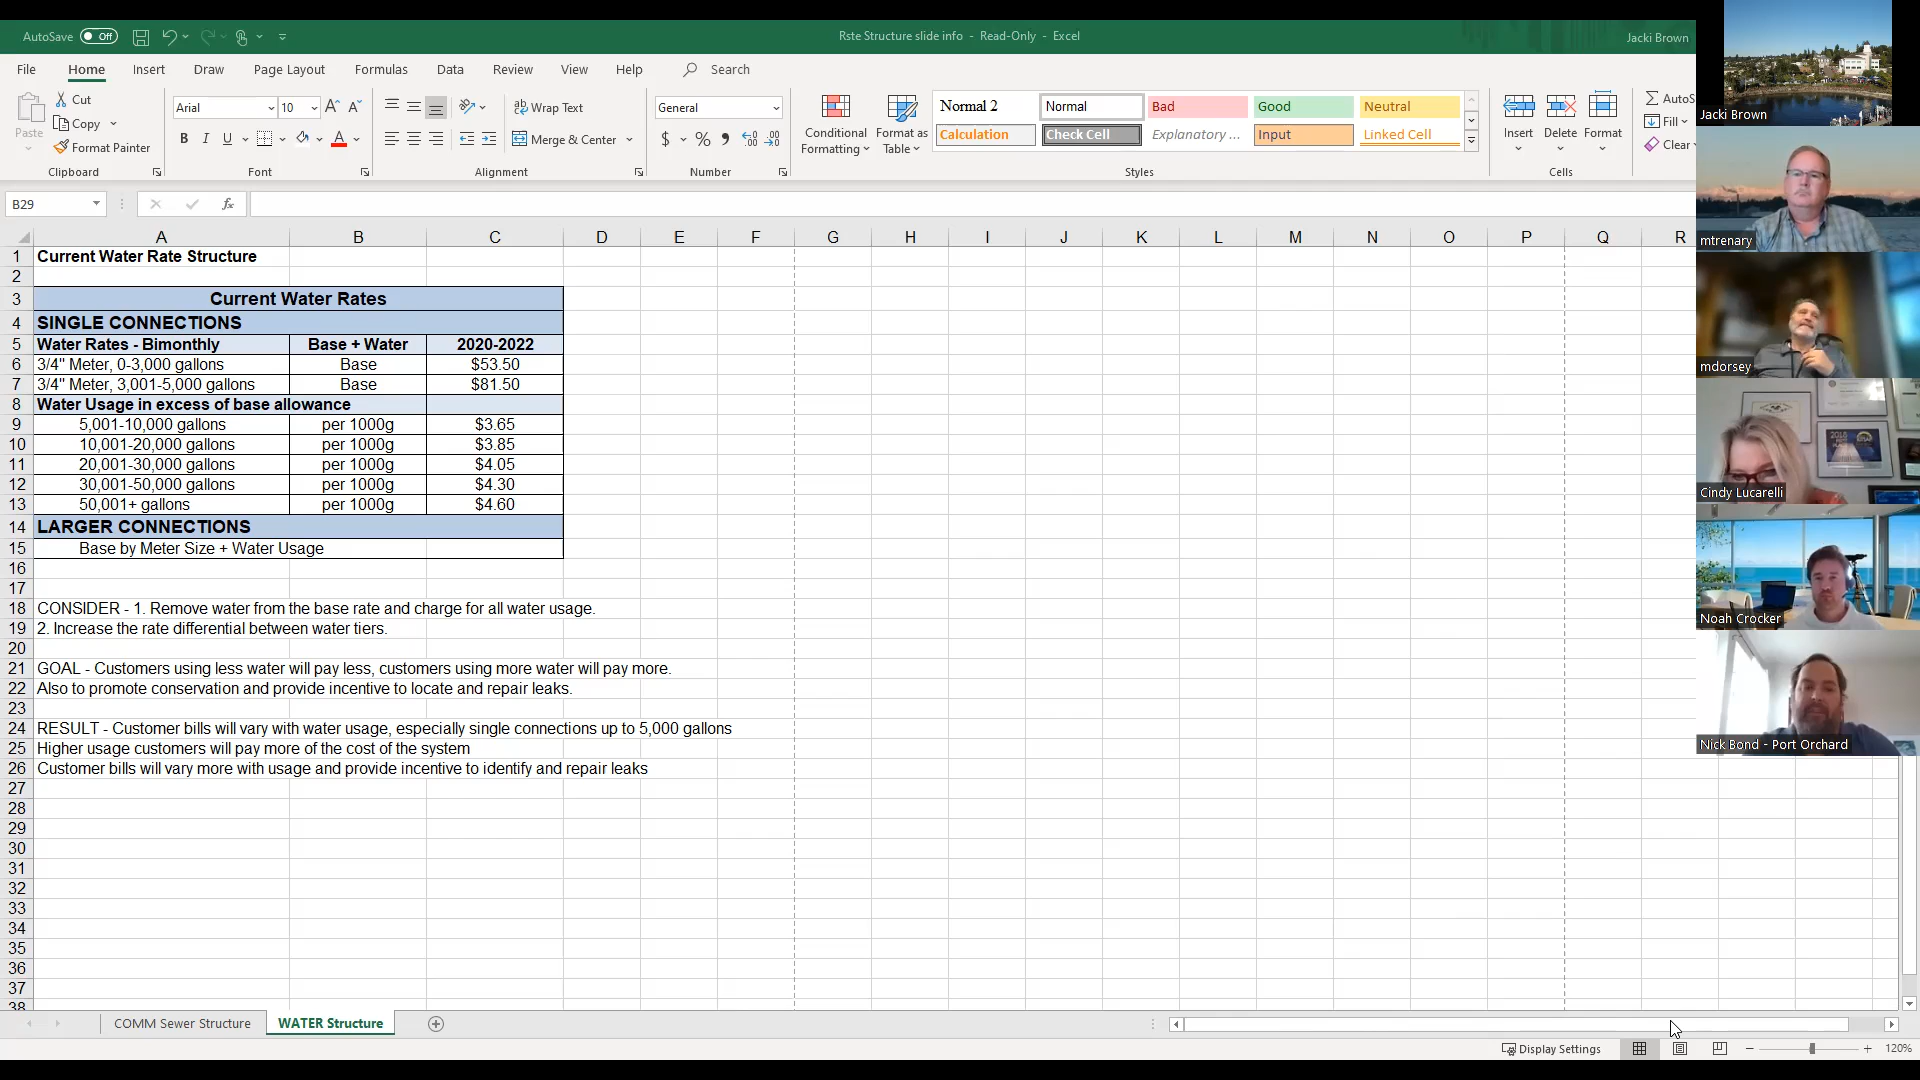 AutoSave Off
Rste Structure slide info - Read-Only - Excel
Jacki Brown
File Home Insert Draw Page Layout Formulas Data Review View Help Search
Paste
Cut
Copy
Format Painter
Clipboard
Arial 10
B I U
Font
Wrap Text
Merge & Center
Alignment
General
$ % 9
Number
Conditional Formatting
Format as Table
Normal 2 Normal Bad Good Neutral
Calculation Check Cell Explanatory ... Input Linked Cell
Styles
Insert Delete Format
Cells
AutoS
Fill
Clear
B29
fx
A B C D E F G H I J K L M N O P Q R
1 Current Water Rate Structure
2
3 Current Water Rates
4 SINGLE CONNECTIONS
5 Water Rates - Bimonthly Base + Water 2020-2022
6 3/4" Meter, 0-3,000 gallons Base $53.50
7 3/4" Meter, 3,001-5,000 gallons Base $81.50
8 Water Usage in excess of base allowance
9 5,001-10,000 gallons per 1000g $3.65
10 10,001-20,000 gallons per 1000g $3.85
11 20,001-30,000 gallons per 1000g $4.05
12 30,001-50,000 gallons per 1000g $4.30
13 50,001+ gallons per 1000g $4.60
14 LARGER CONNECTIONS
15 Base by Meter Size + Water Usage
16
17
18 CONSIDER - 1. Remove water from the base rate and charge for all water usage.
19 2. Increase the rate differential between water tiers.
20
21 GOAL - Customers using less water will pay less, customers using more water will pay more.
22 Also to promote conservation and provide incentive to locate and repair leaks.
23
24 RESULT - Customer bills will vary with water usage, especially single connections up to 5,000 gallons
25 Higher usage customers will pay more of the cost of the system
26 Customer bills will vary more with usage and provide incentive to identify and repair leaks
27
28
29
30
31
32
33
34
35
36
37
38
COMM Sewer Structure WATER Structure
Display Settings
120%
Jacki Brown
mtrenary
mdorsey
Cindy Lucarelli
Noah Crocker
Nick Bond - Port Orchard